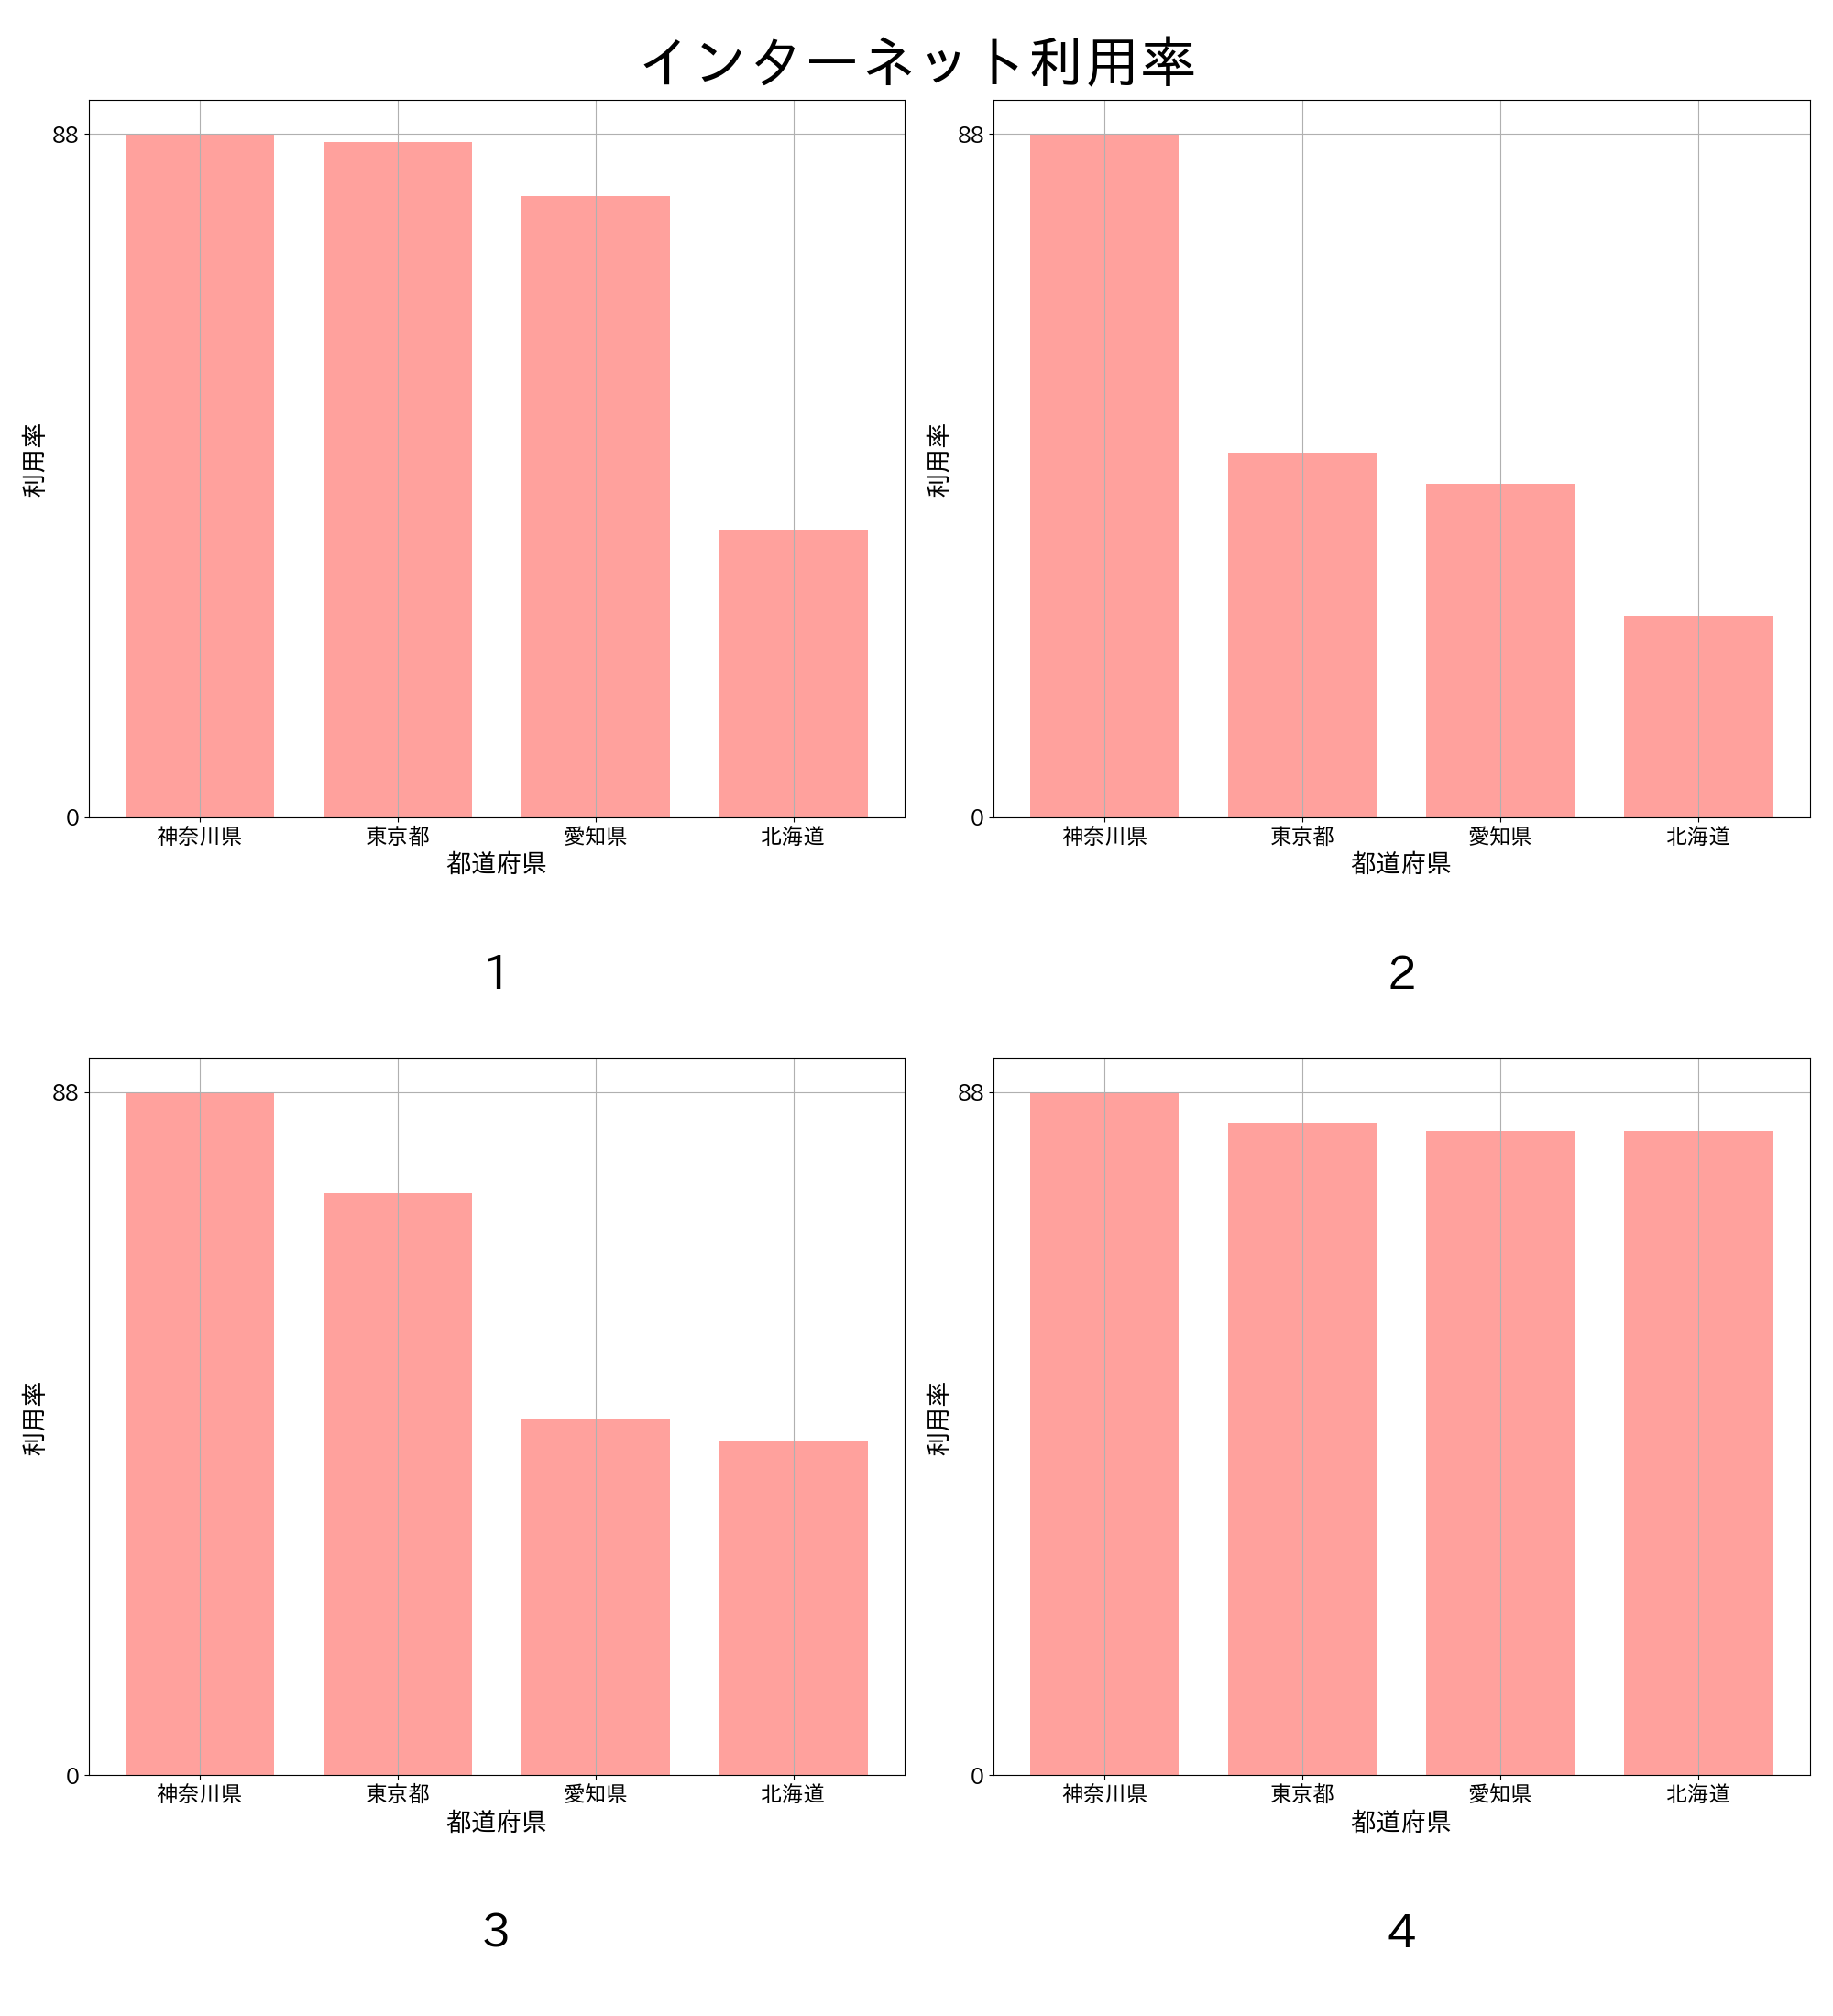 インターネット利用率
88
0
利用率
神奈川県 東京都 愛知県 北海道
都道府県
1
88
0
利用率
神奈川県 東京都 愛知県 北海道
都道府県
2
88
0
利用率
神奈川県 東京都 愛知県 北海道
都道府県
3
88
0
利用率
神奈川県 東京都 愛知県 北海道
都道府県
4